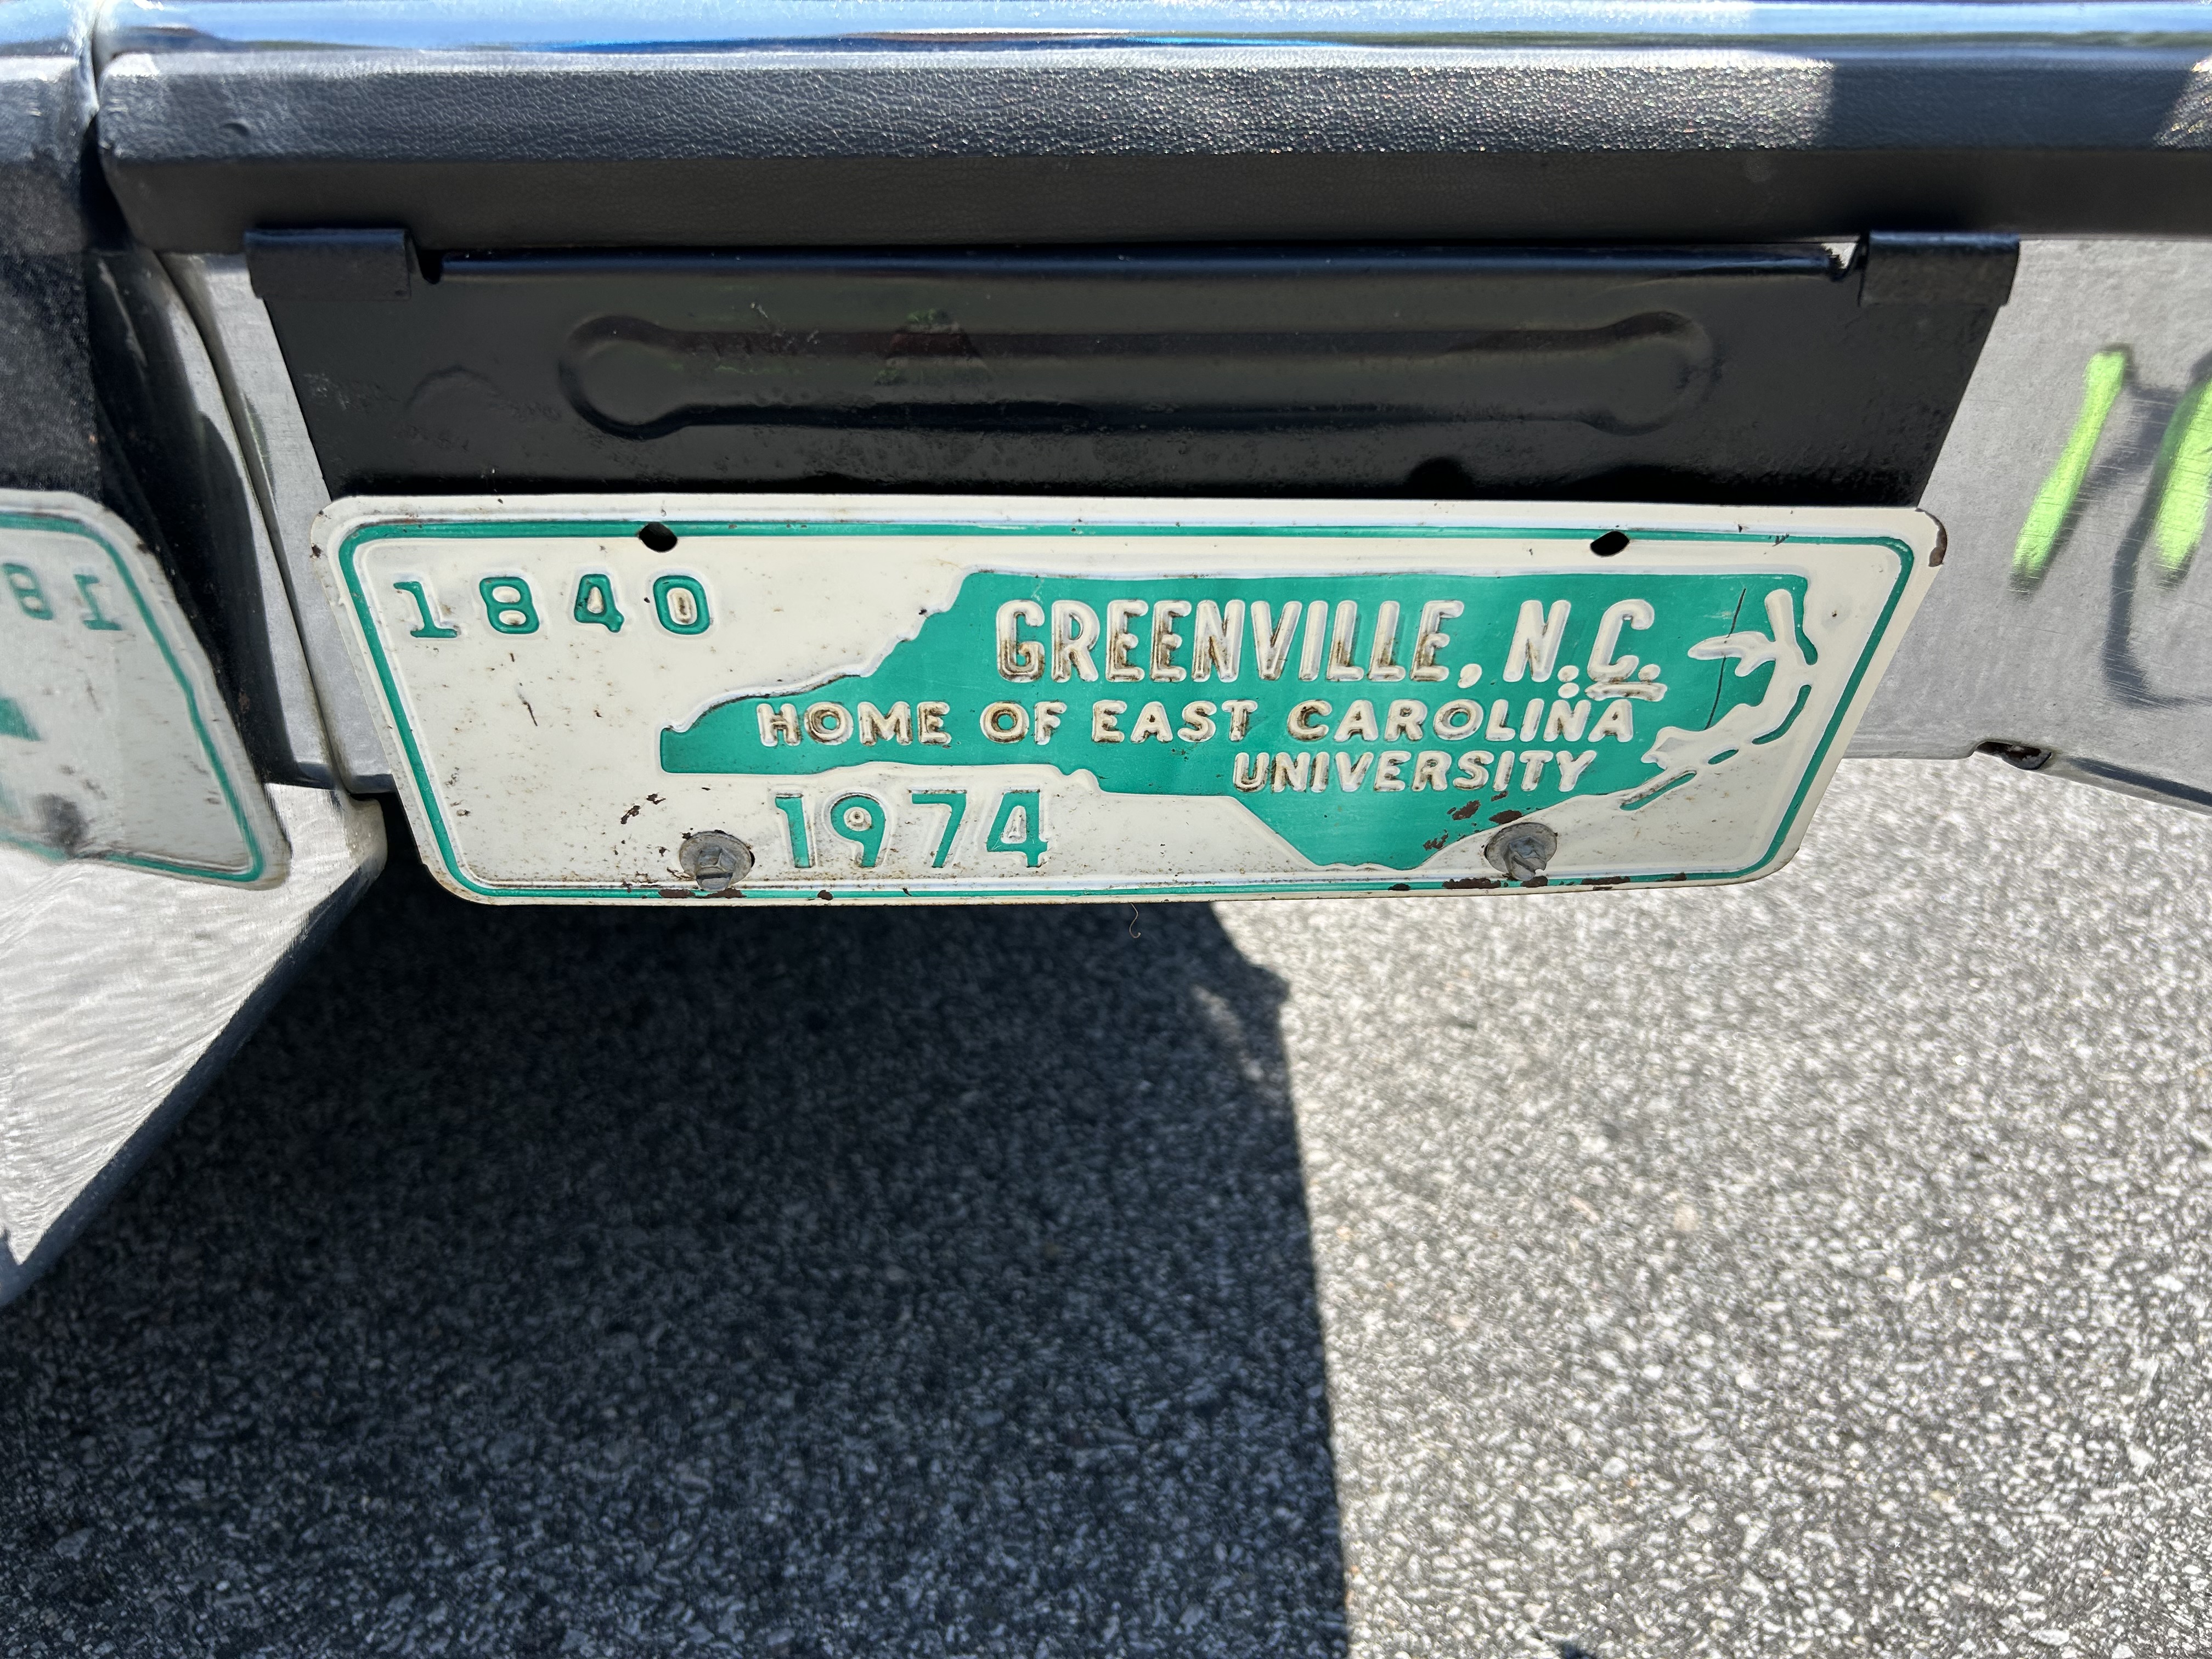 1840
GREENVILLE, N.C.
HOME OF EAST CAROLINA
UNIVERSITY
1974